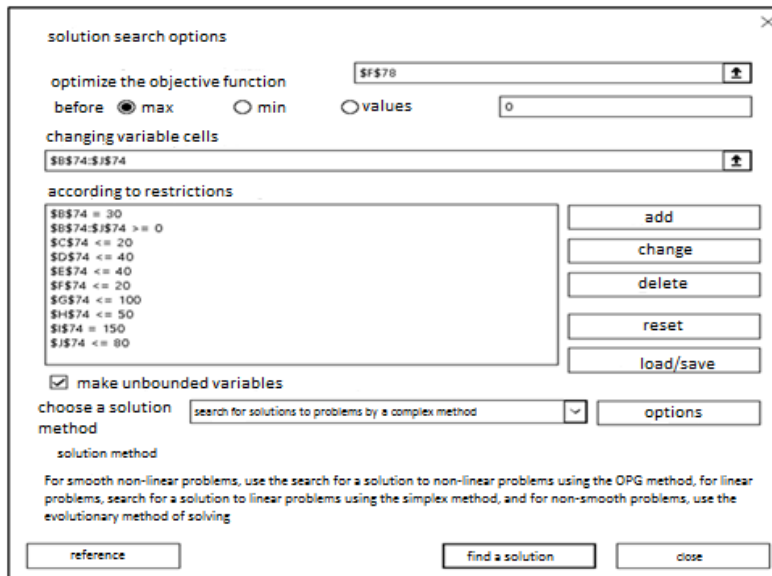 solution search options
optimize the objective function
$F$78
before max min values 0
changing variable cells
$B$74:$J$74
according to restrictions
$B$74 = 30
$B$74:$J$74 >= 0
$C$74 <= 20
$D$74 <= 40
$E$74 <= 40
$F$74 <= 20
$G$74 <= 100
$H$74 <= 50
$I$74 = 150
$J$74 <= 80
add
change
delete
reset
load/save
make unbounded variables
choose a solution
method
search for solutions to problems by a complex method
options
solution method
For smooth non-linear problems, use the search for a solution to non-linear problems using the OPG method, for linear
problems, search for a solution to linear problems using the simplex method, and for non-smooth problems, use the
evolutionary method of solving
reference
find a solution
close